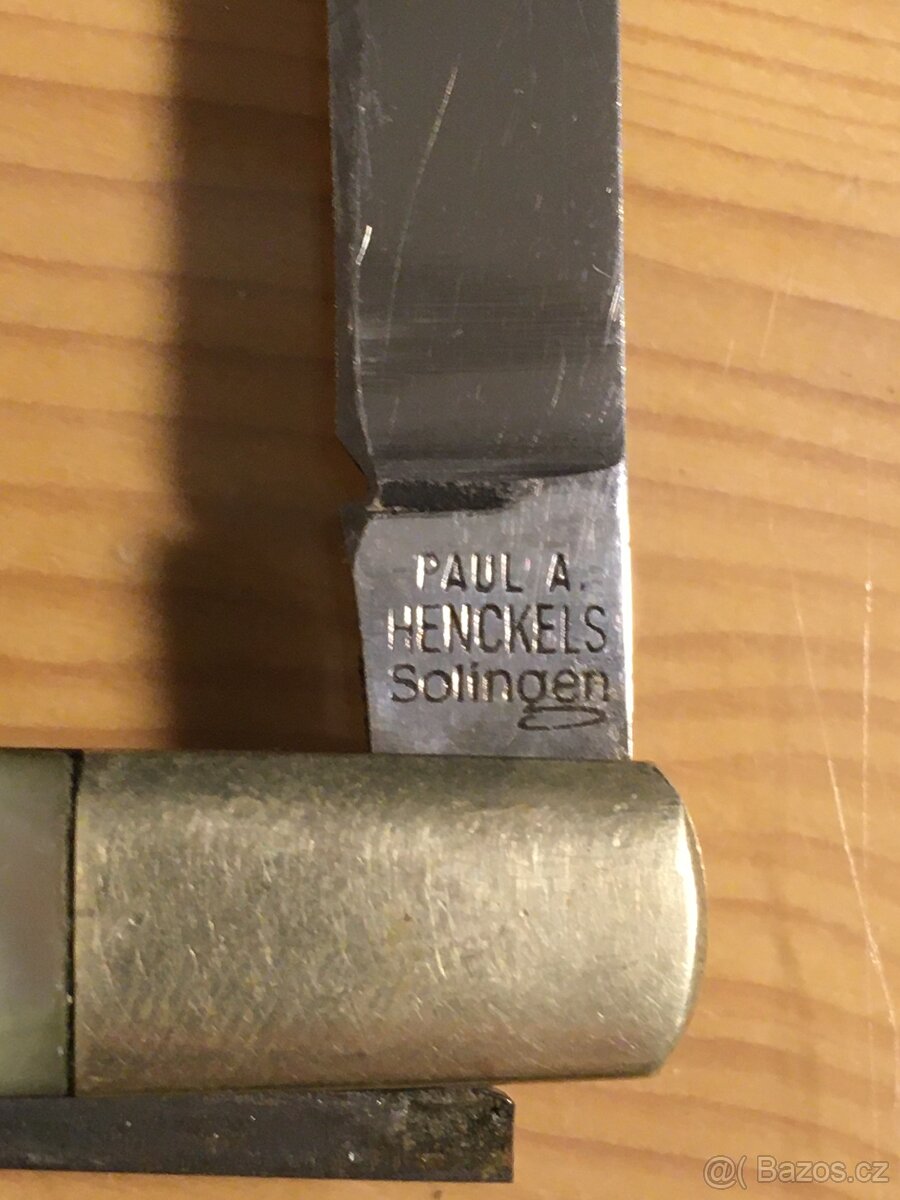 PAUL A.
HENCKELS
Solingen
@( Bazos.cz